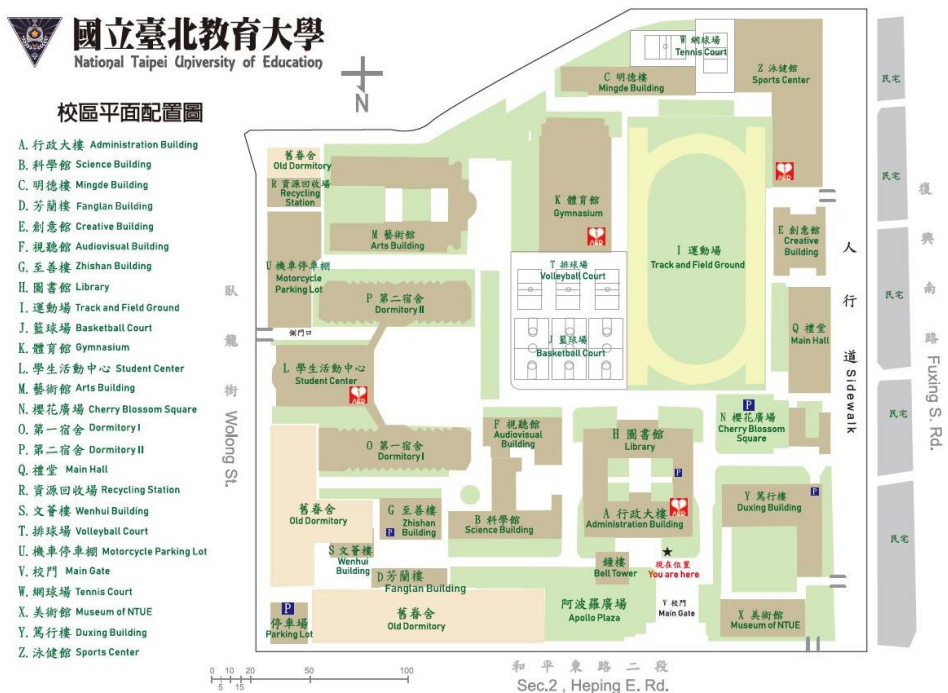 國立臺北教育大學
National Taipei University of Education
N
校區平面配置圖
A. 行政大樓 Administration Building
B. 科學館 Science Building
C. 明德樓 Mingde Building
D. 芳蘭樓 Fanglan Building
E. 創意館 Creative Building
F. 視聽館 Audiovisual Building
G. 至善樓 Zhishan Building
H. 圖書館 Library
I. 運動場 Track and Field Ground
J. 籃球場 Basketball Court
K. 體育館 Gymnasium
L. 學生活動中心 Student Center
M. 藝術館 Arts Building
N. 櫻花廣場 Cherry Blossom Square
O. 第一宿舍 Dormitory I
P. 第二宿舍 Dormitory II
Q. 禮堂 Main Hall
R. 資源回收場 Recycling Station
S. 文薈樓 Wenhui Building
T. 排球場 Volleyball Court
U. 機車停車棚 Motorcycle Parking Lot
V. 校門 Main Gate
W. 網球場 Tennis Court
X. 美術館 Museum of NTUE
Y. 篤行樓 Duxing Building
Z. 泳健館 Sports Center
W 網球場
Tennis Court
Z 泳健館
Sports Center
C 明德樓
Mingde Building
民宅
舊眷舍
Old Dormitory
R 資源回收場
Recycling
Station
AED
K 體育館
Gymnasium
AED
M 藝術館
Arts Building
E 創意館
Creative
Building
民宅
I 運動場
Track and Field Ground
T 排球場
Volleyball Court
U 機車停車棚
Motorcycle
Parking Lot
P 第二宿舍
Dormitory II
側門口
J 籃球場
Basketball Court
Q 禮堂
Main Hall
民宅
人行道 Sidewalk
復興南路 Fuxing S. Rd.
臥龍街 Wolong St.
L 學生活動中心
Student Center
AED
P
N 櫻花廣場
Cherry Blossom
Square
民宅
F 視聽館
Audiovisual
Building
H 圖書館
Library
O 第一宿舍
Dormitory I
P
P
舊眷舍
Old Dormitory
G 至善樓
Zhishan
Building
P
B 科學館
Science Building
A 行政大樓
Administration Building
AED
Y 篤行樓
Duxing Building
民宅
S 文薈樓
Wenhui
Building
鐘樓
Bell Tower
現在位置
You are here
D 芳蘭樓
Fanglan Building
P
停車場
Parking Lot
舊眷舍
Old Dormitory
阿波羅廣場
Apollo Plaza
V 校門
Main Gate
X 美術館
Museum of NTUE
0 10 20 50 100
5 15
和平東路二段
Sec.2 , Heping E. Rd.